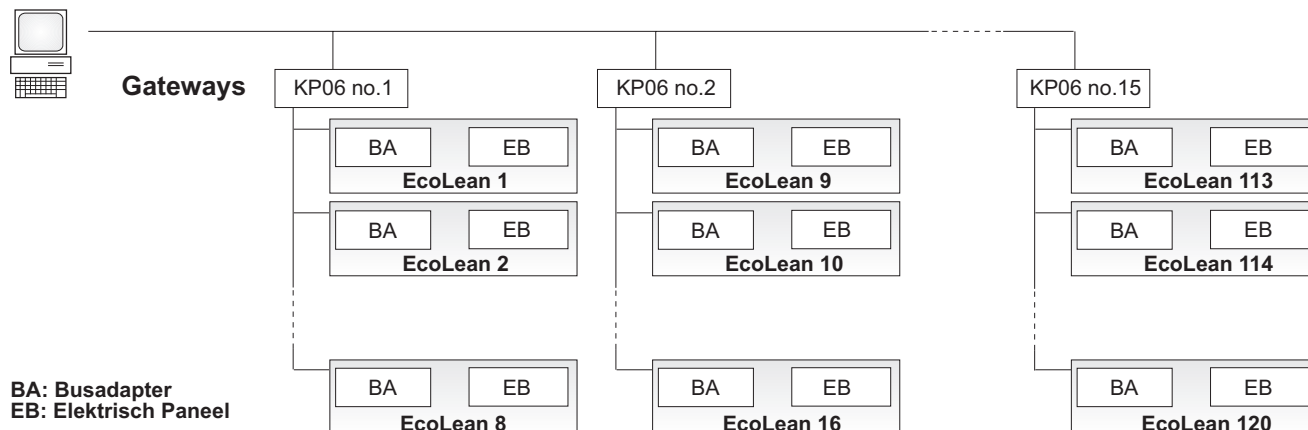 Gateways
KP06 no.1
KP06 no.2
KP06 no.15
BA EB
EcoLean 1
BA EB
EcoLean 9
BA EB
EcoLean 113
BA EB
EcoLean 2
BA EB
EcoLean 10
BA EB
EcoLean 114
BA EB
EcoLean 8
BA EB
EcoLean 16
BA EB
EcoLean 120
BA: Busadapter
EB: Elektrisch Paneel